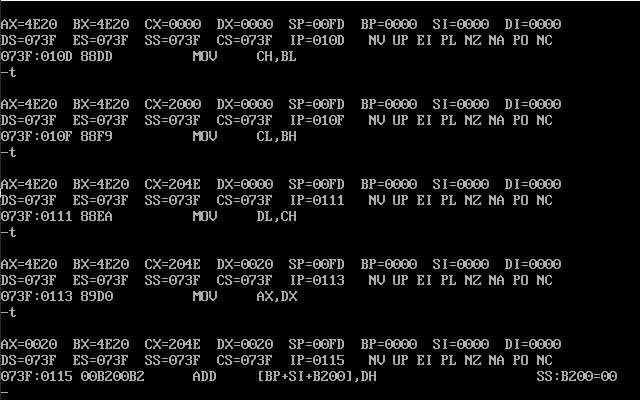 AX=4E20  BX=4E20  CX=0000  DX=0000  SP=00FD  BP=0000  SI=0000  DI=0000
DS=073F  ES=073F  SS=073F  CS=073F  IP=010D   NV UP EI PL NZ NA PO NC
073F:010D 88DD          MOV     CH,BL
-t
AX=4E20  BX=4E20  CX=2000  DX=0000  SP=00FD  BP=0000  SI=0000  DI=0000
DS=073F  ES=073F  SS=073F  CS=073F  IP=010F   NV UP EI PL NZ NA PO NC
073F:010F 88F9          MOV     CL,BH
-t
AX=4E20  BX=4E20  CX=204E  DX=0000  SP=00FD  BP=0000  SI=0000  DI=0000
DS=073F  ES=073F  SS=073F  CS=073F  IP=0111   NV UP EI PL NZ NA PO NC
073F:0111 88EA          MOV     DL,CH
-t
AX=4E20  BX=4E20  CX=204E  DX=0020  SP=00FD  BP=0000  SI=0000  DI=0000
DS=073F  ES=073F  SS=073F  CS=073F  IP=0113   NV UP EI PL NZ NA PO NC
073F:0113 89D0          MOV     AX,DX
-t
AX=0020  BX=4E20  CX=204E  DX=0020  SP=00FD  BP=0000  SI=0000  DI=0000
DS=073F  ES=073F  SS=073F  CS=073F  IP=0115   NV UP EI PL NZ NA PO NC
073F:0115 00B200B2      ADD     [BP+SI+B200],DH                    SS:B200=00
-